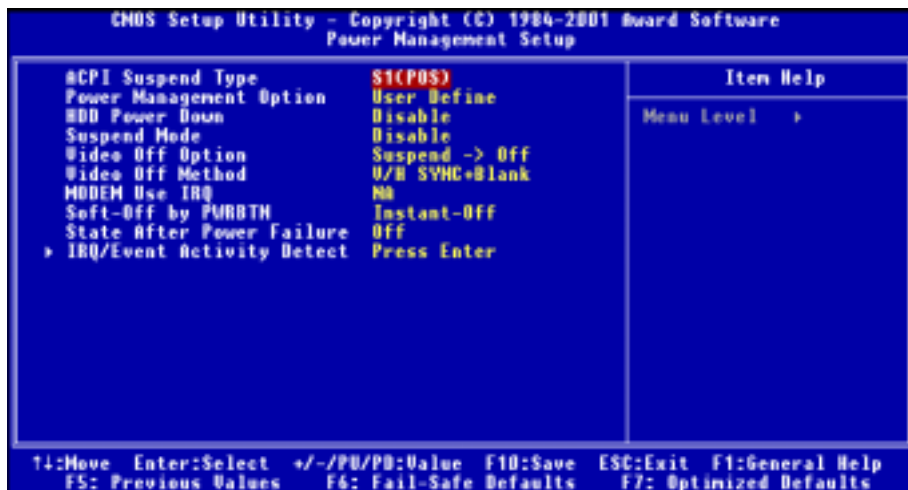 CMOS Setup Utility - Copyright (C) 1984-2001 Award Software
Power Management Setup
ACPI Suspend Type S1(POS)
Power Management Option User Define
HDD Power Down Disable
Suspend Mode Disable
Video Off Option Suspend -> Off
Video Off Method V/H SYNC+Blank
MODEM Use IRQ NA
Soft-Off by PWRBTN Instant-Off
State After Power Failure Off
▸ IRQ/Event Activity Detect Press Enter
Item Help
Menu Level ▸
↑↓:Move Enter:Select +/-/PU/PD:Value F10:Save ESC:Exit F1:General Help
F5: Previous Values F6: Fail-Safe Defaults F7: Optimized Defaults